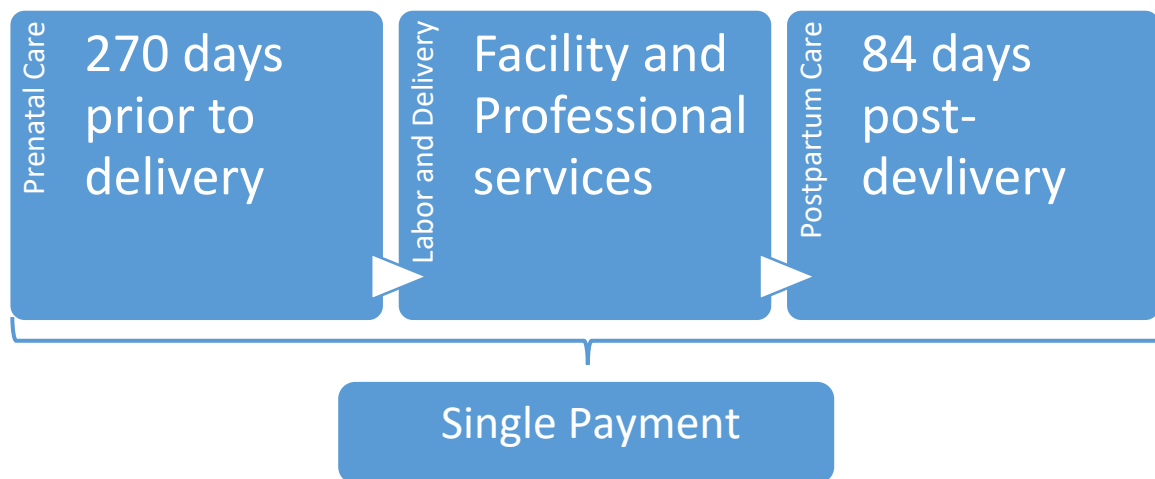 Prenatal Care
270 days
prior to
delivery
Labor and Delivery
Facility and
Professional
services
Postpartum Care
84 days
post-
devlivery
Single Payment